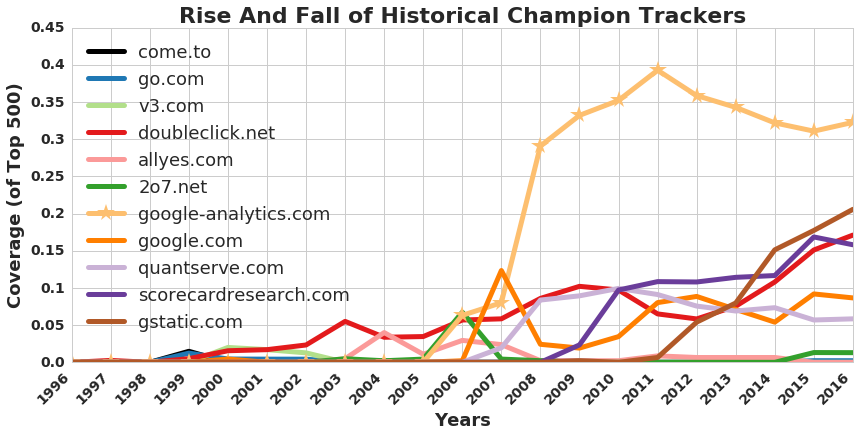 Rise And Fall of Historical Champion Trackers
Coverage (of Top 500)
0.45
0.4
0.35
0.3
0.25
0.2
0.15
0.1
0.05
0.0
come.to
go.com
v3.com
doubleclick.net
allyes.com
2o7.net
google-analytics.com
google.com
quantserve.com
scorecardresearch.com
gstatic.com
1996
1997
1998
1999
2000
2001
2002
2003
2004
2005
2006
2007
2008
2009
2010
2011
2012
2013
2014
2015
2016
Years